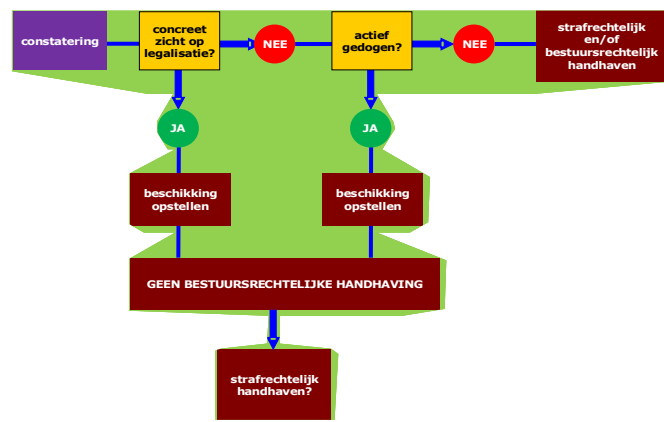 constatering
concreet
zicht op
legalisatie?
NEE
actief
gedogen?
NEE
strafrechtelijk
en/of
bestuursrechtelijk
handhaven
JA
JA
beschikking
opstellen
beschikking
opstellen
GEEN BESTUURSRECHTELIJKE HANDHAVING
strafrechtelijk
handhaven?